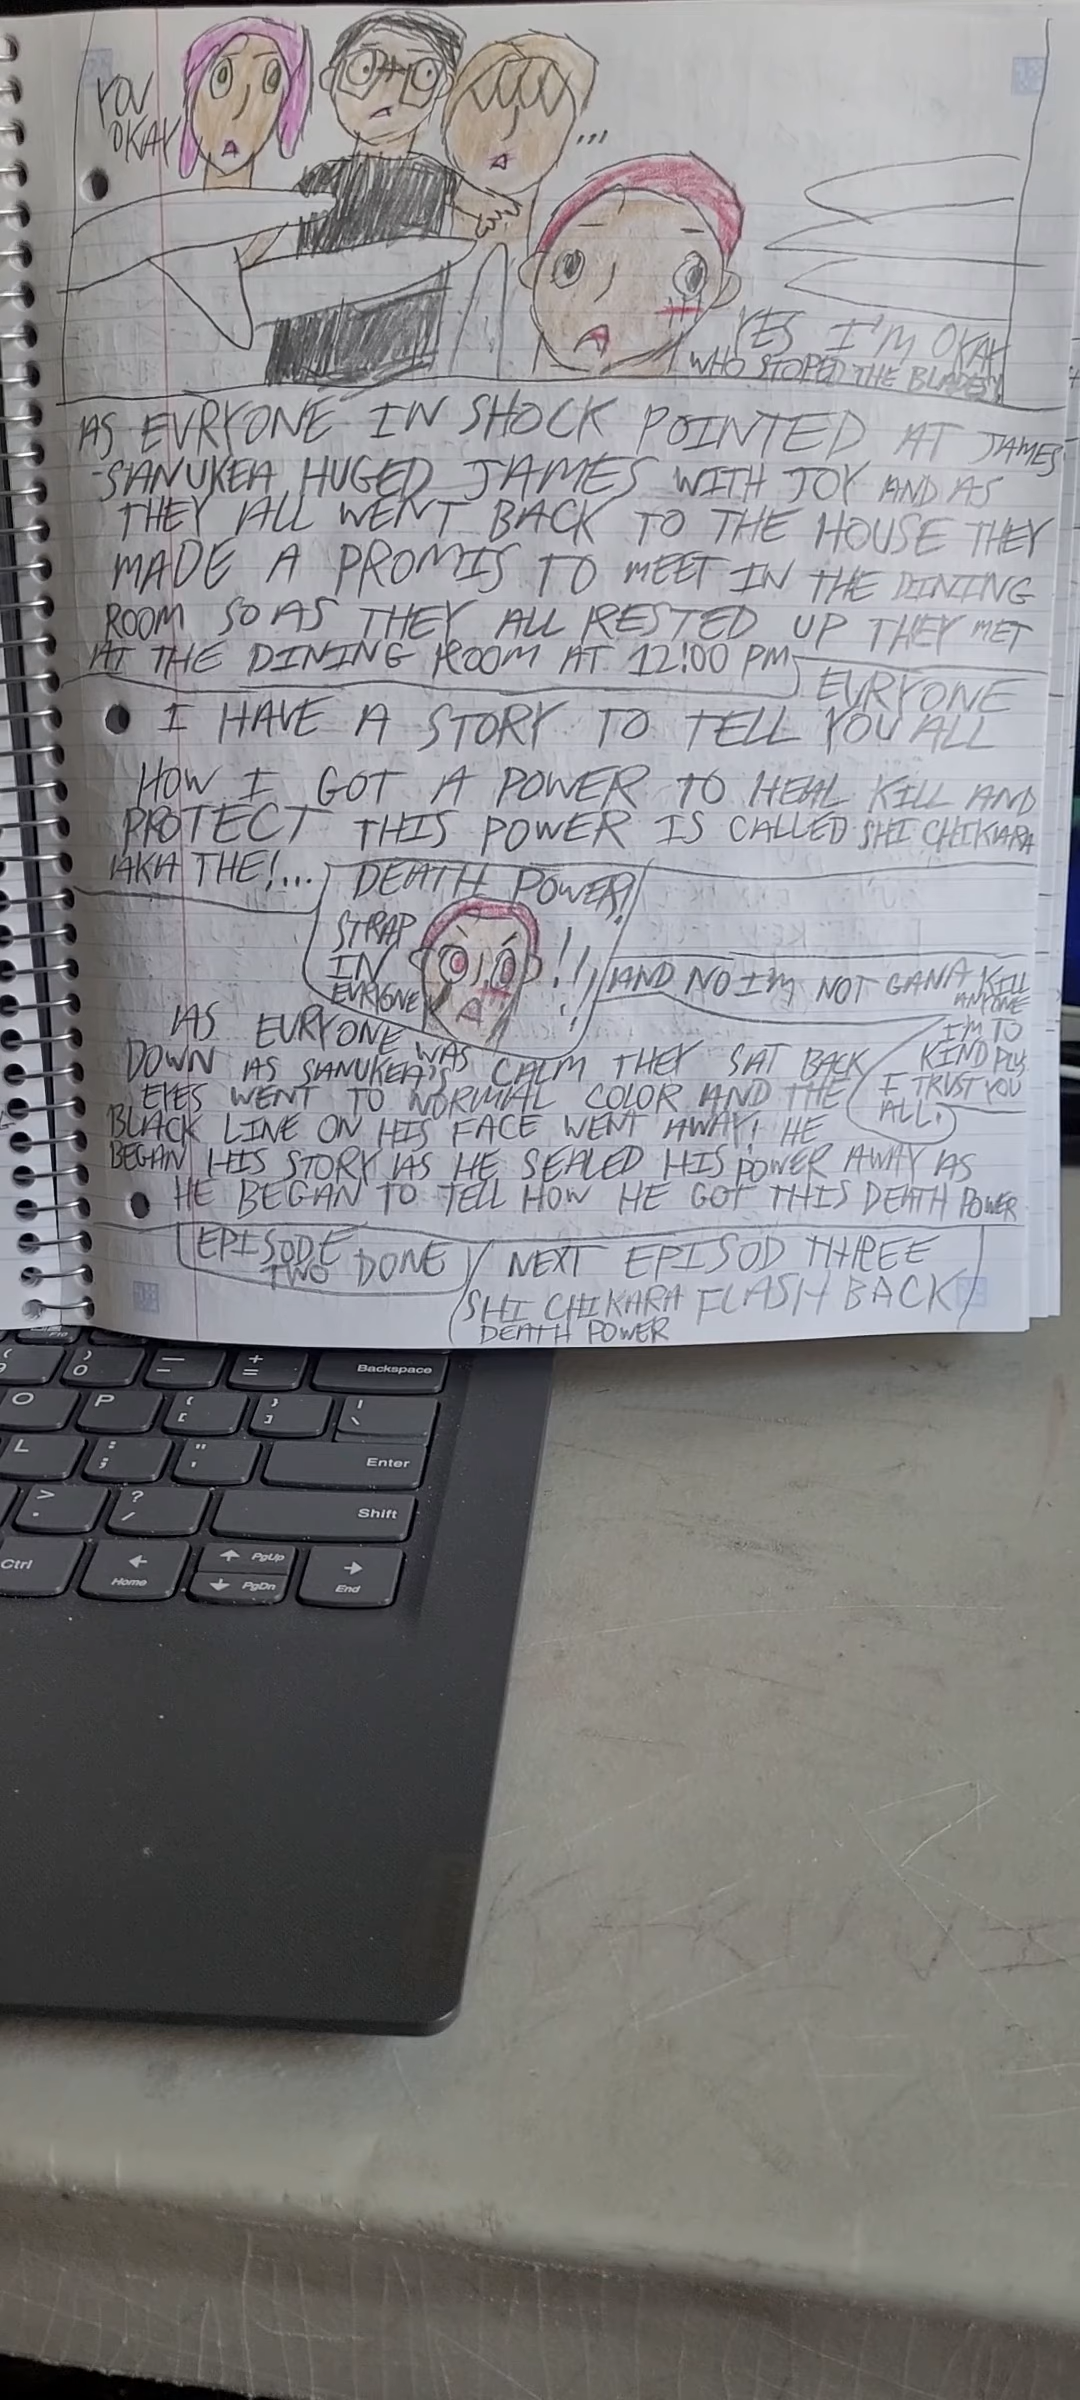 YOU
OKAY
...
YES I'M OKAY
WHO STOPED THE BLADES
AS EVRYONE IN SHOCK POINTED AT JAMES
SANUKEA HUGED JAMES WITH JOY AND AS
THEY ALL WENT BACK TO THE HOUSE THEY
MADE A PROMIS TO MEET IN THE DINING
ROOM SO AS THEY ALL RESTED UP THEY MET
AT THE DINING ROOM AT 12:00 PM
EVRYONE
I HAVE A STORY TO TELL YOU ALL
HOW I GOT A POWER TO HEAL KILL AND
PROTECT THIS POWER IS CALLED SHI CHIKARA
AKA THE!...
DEATH POWER!
STRAP
IN
EVRYONE
!!!
AND NO IM NOT GANA KILL
ANYONE
I'M TO
KIND PLUS
I TRUST YOU
ALL!
AS EVRYONE WAS CALM THEY SAT BACK
DOWN AS SANUKEA'S
EYES WENT TO NORMAL COLOR AND THE
BLACK LINE ON HIS FACE WENT AWAY! HE
BEGAN HIS STORY AS HE SEALED HIS POWER AWAY AS
HE BEGAN TO TELL HOW HE GOT THIS DEATH POWER
EPISODE
TWO DONE
NEXT EPISOD THREE
SHI CHIKARA FLASH BACK
DEATH POWER
Backspace
O P
L
Enter
Shift
Ctrl
Home
PgUp
PgDn
End